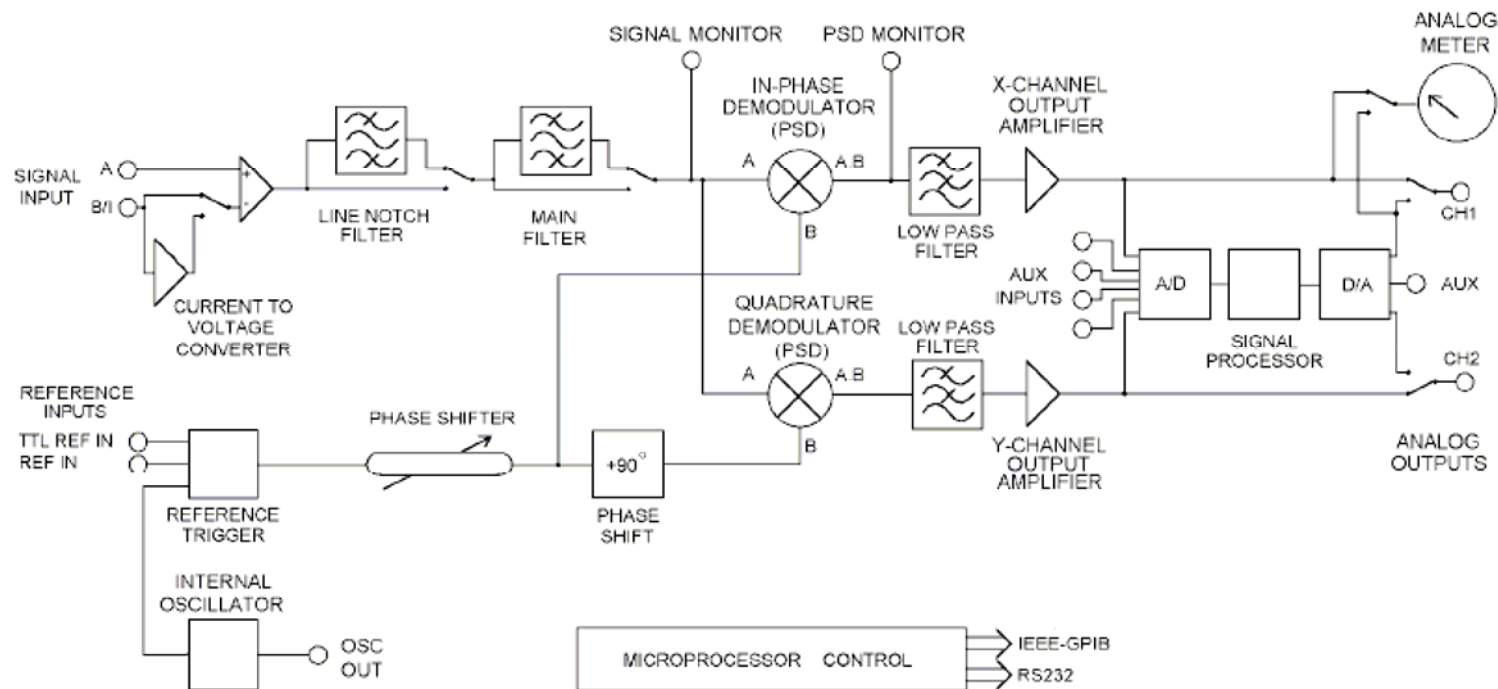 ANALOG
METER
SIGNAL MONITOR
PSD MONITOR
IN-PHASE
DEMODULATOR
(PSD)
X-CHANNEL
OUTPUT
AMPLIFIER
SIGNAL
INPUT
A
B/I
+
-
LINE NOTCH
FILTER
MAIN
FILTER
A
A.B
B
LOW PASS
FILTER
CH1
CURRENT TO
VOLTAGE
CONVERTER
AUX
INPUTS
A/D
D/A
AUX
SIGNAL
PROCESSOR
QUADRATURE
DEMODULATOR
(PSD)
LOW PASS
FILTER
A
A.B
B
CH2
REFERENCE
INPUTS
TTL REF IN
REF IN
PHASE SHIFTER
+90°
Y-CHANNEL
OUTPUT
AMPLIFIER
ANALOG
OUTPUTS
REFERENCE
TRIGGER
PHASE
SHIFT
INTERNAL
OSCILLATOR
OSC
OUT
MICROPROCESSOR CONTROL
IEEE-GPIB
RS232